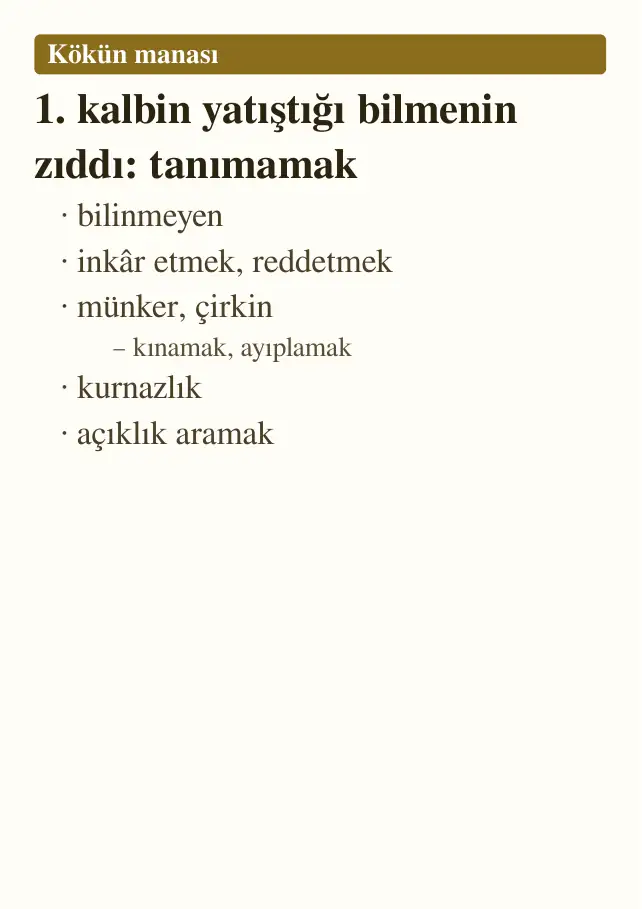 Kökün manası
1. kalbin yatıştığı bilmenin
zıddı: tanımamak
· bilinmeyen
· inkâr etmek, reddetmek
· münker, çirkin
– kınamak, ayıplamak
· kurnazlık
· açıklık aramak